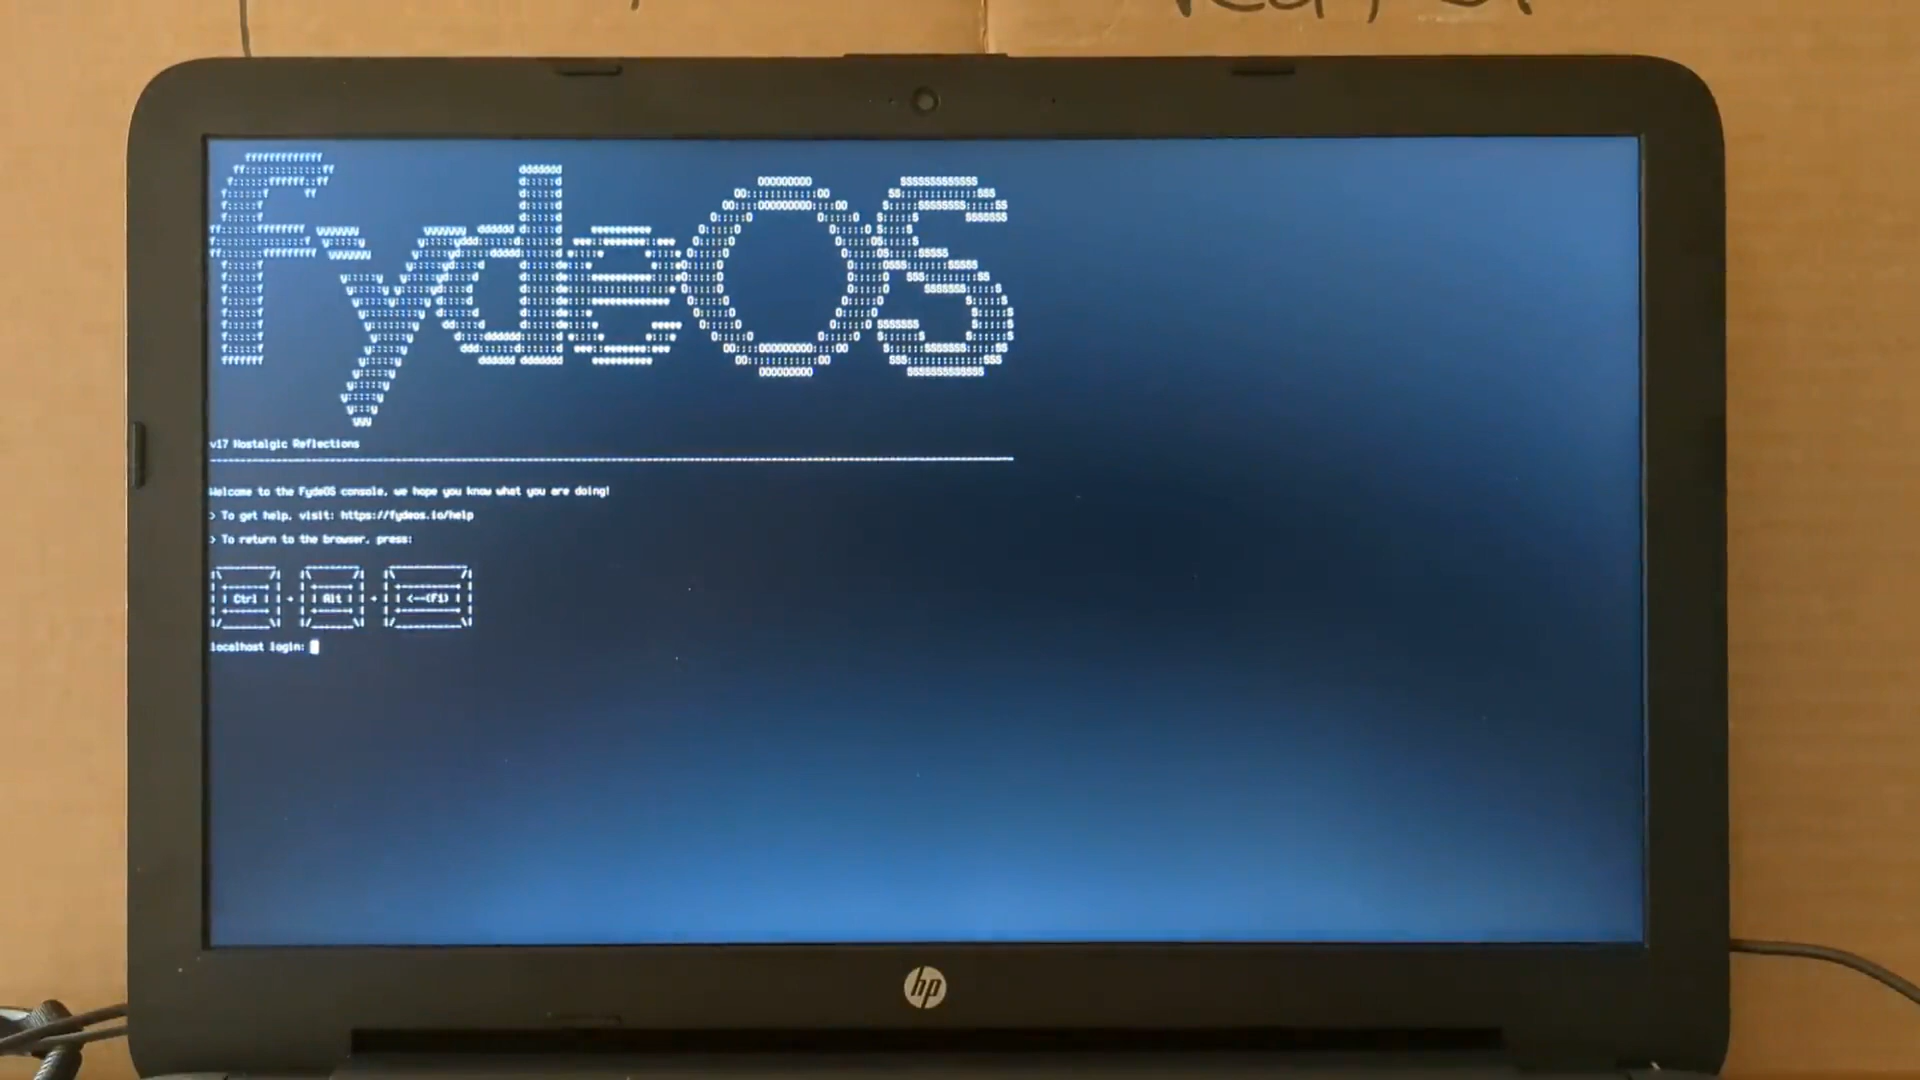 FydeOS
v17 Nostalgic Reflections
Welcome to the FydeOS console, we hope you know what you are doing!
> To get help, visit: https://fydeos.io/help
> To return to the browser, press:
Ctrl + Alt + <--(F1)
localhost login:
hp